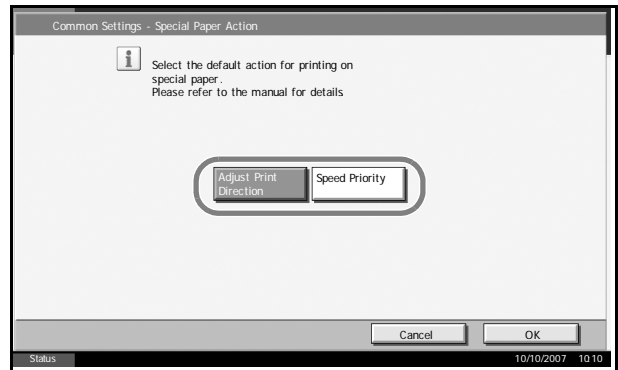 Common Settings - Special Paper Action
Select the default action for printing on
special paper.
Please refer to the manual for details
Adjust Print
Direction
Speed Priority
Cancel
OK
Status
10/10/2007 10:10